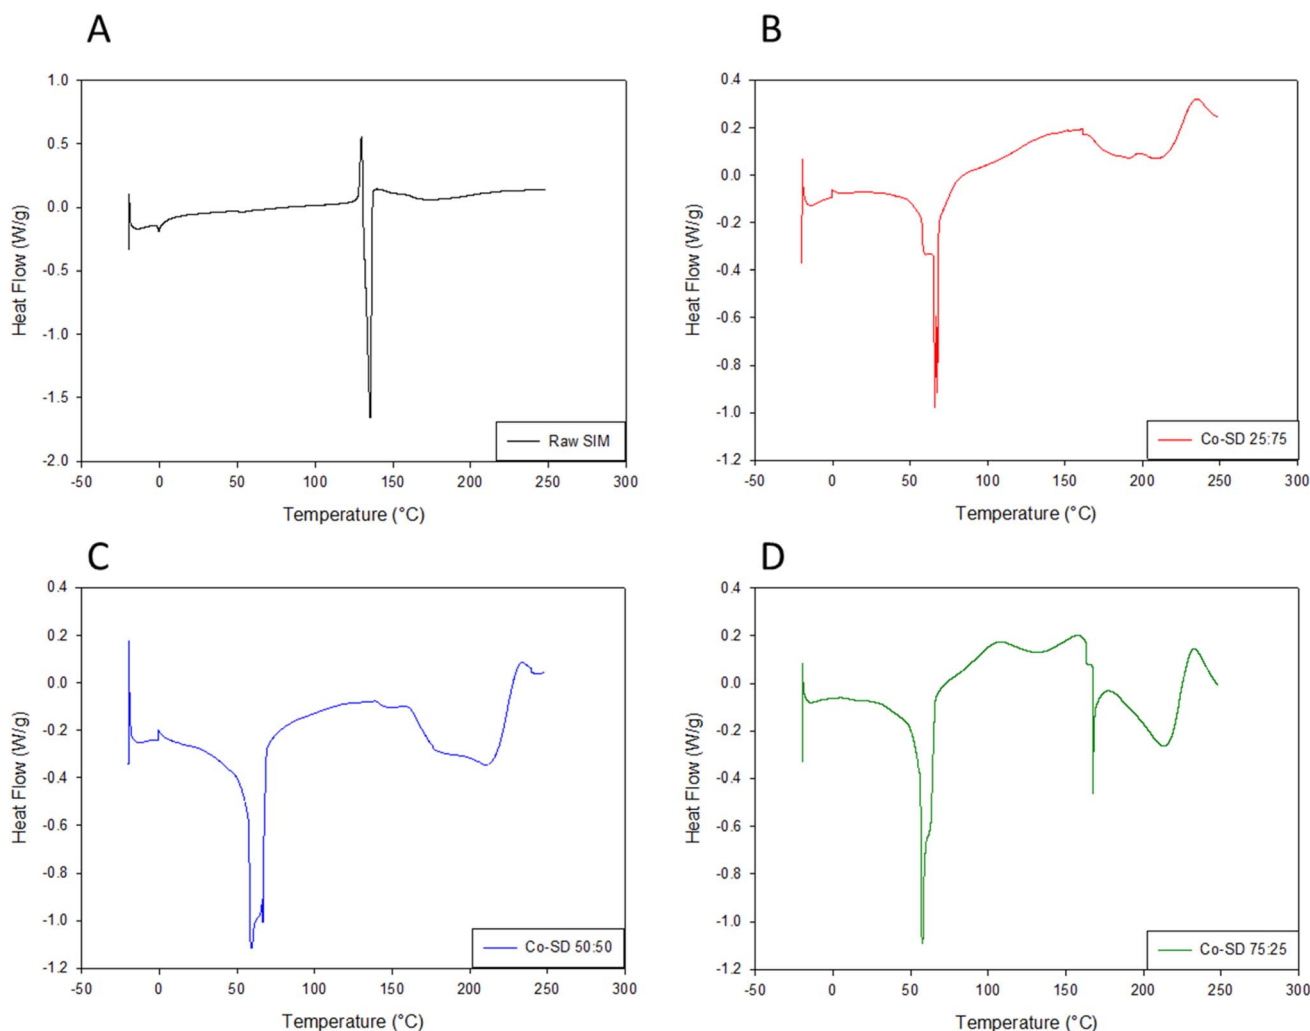 A
1.0
0.5
0.0
-0.5
-1.0
-1.5
-2.0
Heat Flow (W/g)
-50 0 50 100 150 200 250 300
Temperature (°C)
Raw SIM
B
0.4
0.2
0.0
-0.2
-0.4
-0.6
-0.8
-1.0
-1.2
Heat Flow (W/g)
-50 0 50 100 150 200 250 300
Temperature (°C)
Co-SD 25:75
C
0.4
0.2
0.0
-0.2
-0.4
-0.6
-0.8
-1.0
-1.2
Heat Flow (W/g)
-50 0 50 100 150 200 250 300
Temperature (°C)
Co-SD 50:50
D
0.4
0.2
0.0
-0.2
-0.4
-0.6
-0.8
-1.0
-1.2
Heat Flow (W/g)
-50 0 50 100 150 200 250 300
Temperature (°C)
Co-SD 75:25